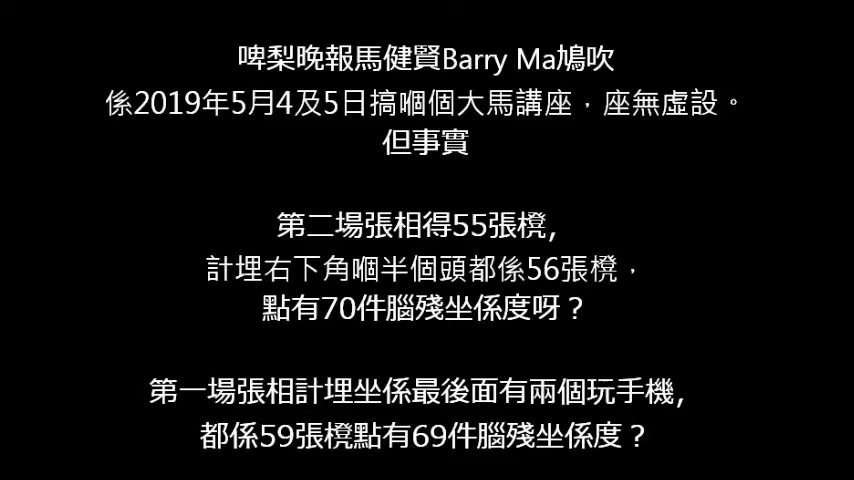 啤梨晚報馬健賢Barry Ma鳩吹
係2019年5月4及5日搞嗰個大馬講座，座無虛設。
但事實
第二場張相得55張櫈,
計埋右下角嗰半個頭都係56張櫈，
點有70件腦殘坐係度呀？
第一場張相計埋坐係最後面有兩個玩手機,
都係59張櫈點有69件腦殘坐係度？